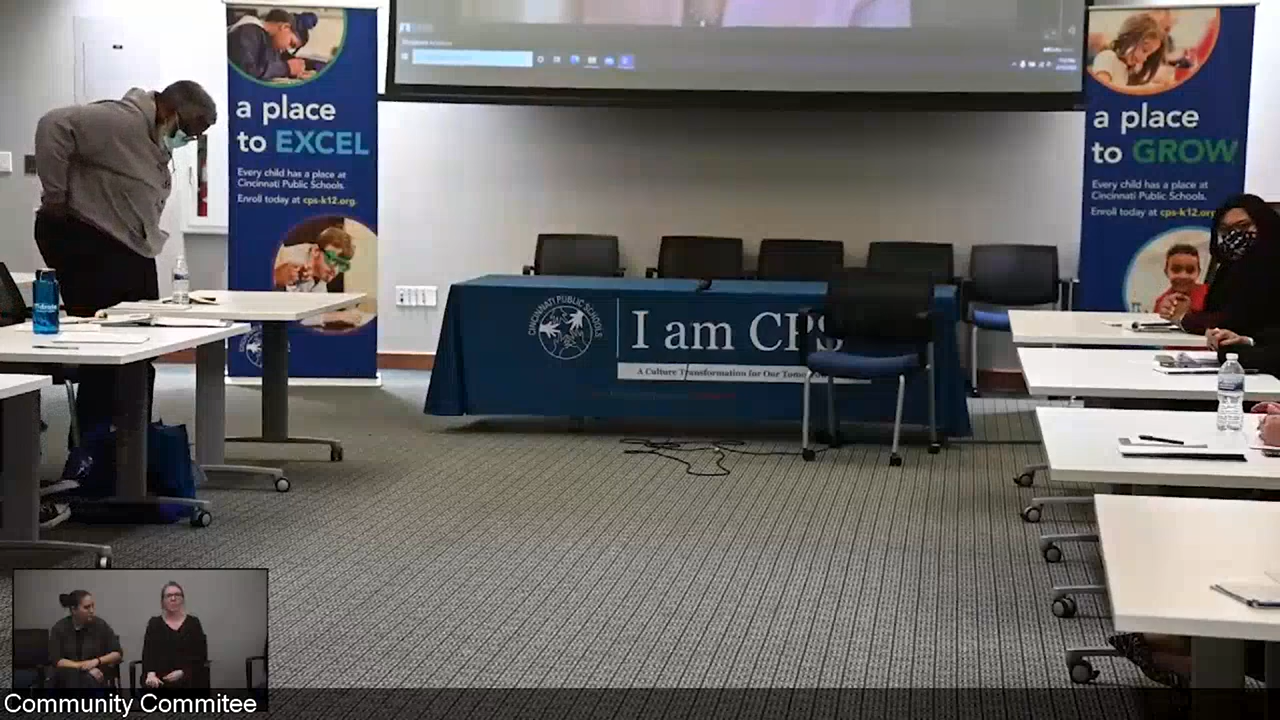 a place
to EXCEL
Every child has a place at
Cincinnati Public Schools.
Enroll today at cps-k12.org.
a place
to GROW
Every child has a place at
Cincinnati Public Schools.
Enroll today at cps-k12.org
CINCINNATI PUBLIC SCHOOLS
I am CPS
A Culture Transformation for Our Tomo
Community Commitee